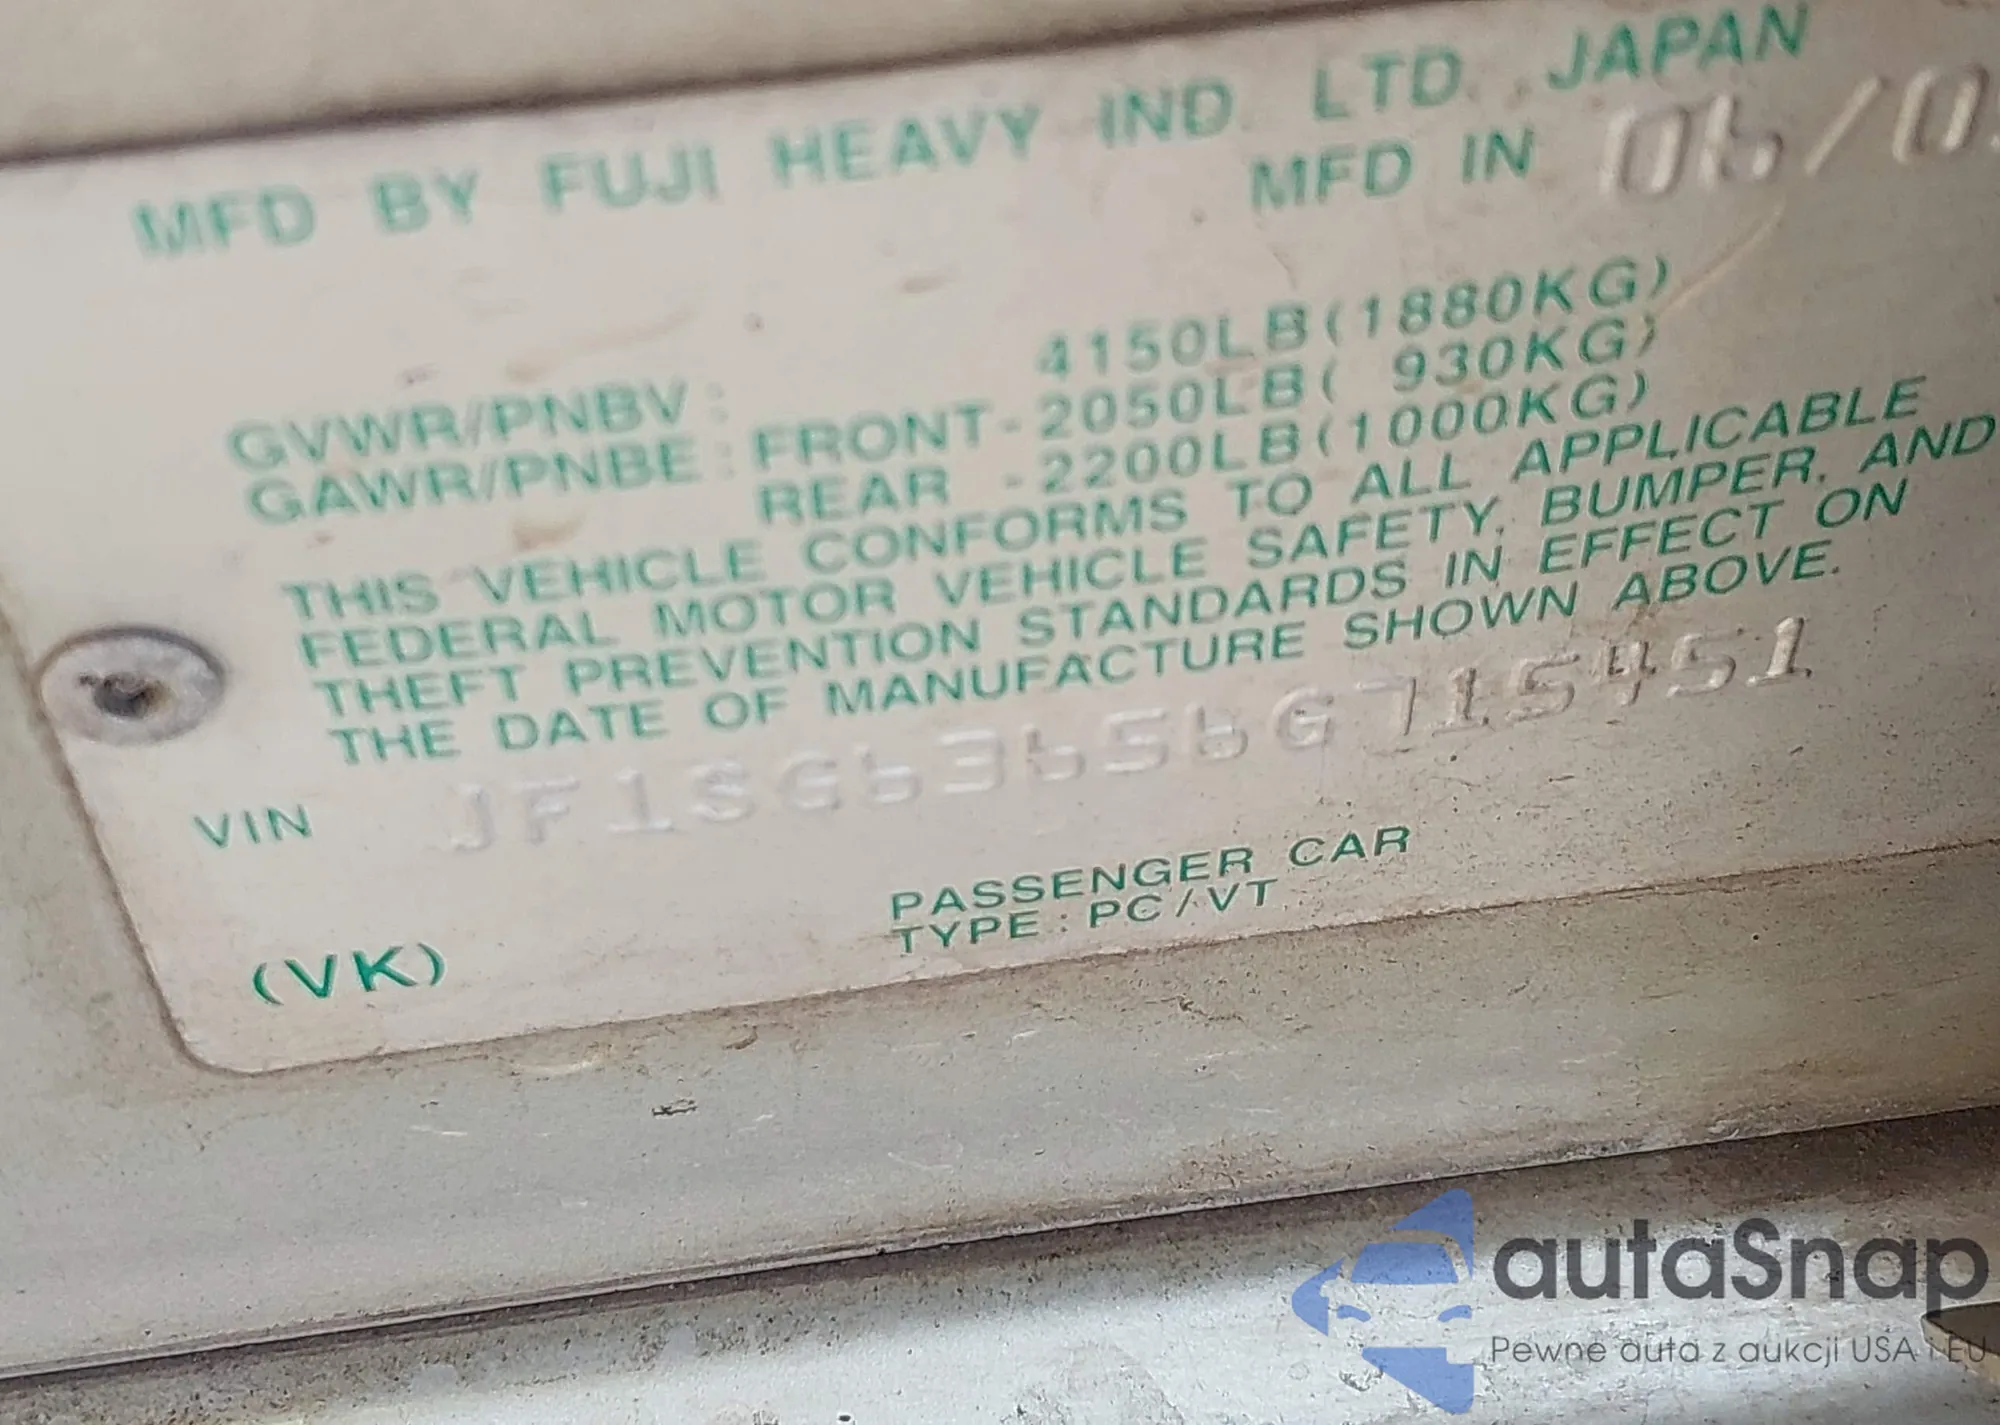 MFD BY FUJI HEAVY IND. LTD. JAPAN
MFD IN 06/0
GVWR/PNBV: 4150LB(1880KG)
GAWR/PNBE: FRONT-2050LB( 930KG)
REAR -2200LB(1000KG)
THIS VEHICLE CONFORMS TO ALL APPLICABLE
FEDERAL MOTOR VEHICLE SAFETY, BUMPER, AND
THEFT PREVENTION STANDARDS IN EFFECT ON
THE DATE OF MANUFACTURE SHOWN ABOVE.
VIN JF1SG63656G715451
PASSENGER CAR
TYPE: PC/VT
(VK)
autaSnap
Pewne auta z aukcji USA i EU